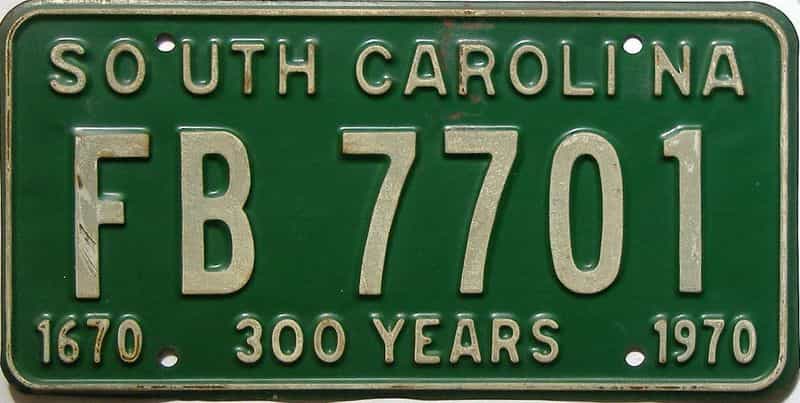 SOUTH CAROLINA
FB 7701
1670 300 YEARS 1970